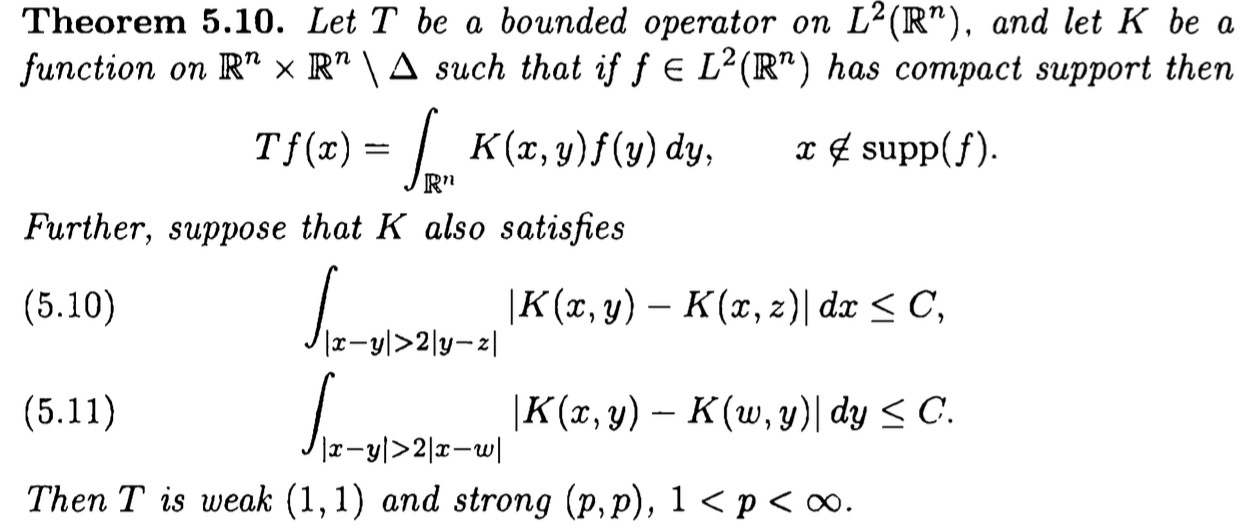 Theorem 5.10. Let T be a bounded operator on L²(ℝⁿ), and let K be a
function on ℝⁿ × ℝⁿ \ Δ such that if f ∈ L²(ℝⁿ) has compact support then
Tf(x) = ∫_{ℝⁿ} K(x, y)f(y) dy, x ∉ supp(f).
Further, suppose that K also satisfies
(5.10) ∫_{|x−y|>2|y−z|} |K(x, y) − K(x, z)| dx ≤ C,
(5.11) ∫_{|x−y|>2|x−w|} |K(x, y) − K(w, y)| dy ≤ C.
Then T is weak (1, 1) and strong (p, p), 1 < p < ∞.